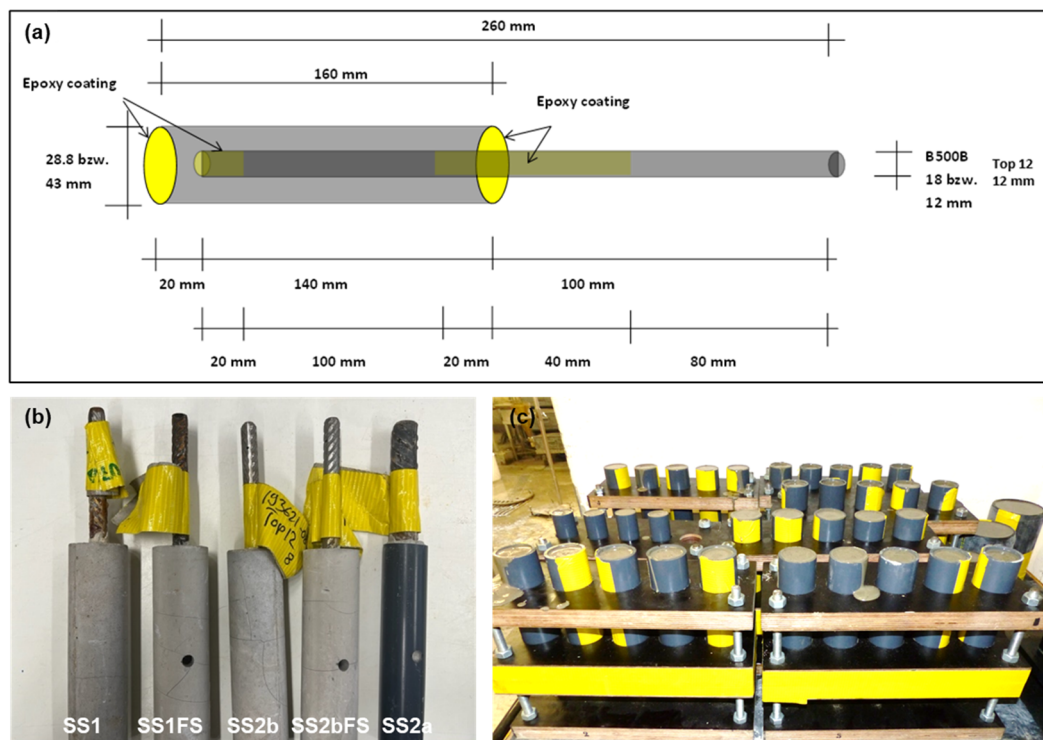 (a)
260 mm
160 mm
Epoxy coating
Epoxy coating
28.8 bzw.
43 mm
B500B
18 bzw.
12 mm
Top 12
12 mm
20 mm
140 mm
100 mm
20 mm
100 mm
20 mm
40 mm
80 mm
(b)
Top12
8
SS1
SS1FS
SS2b
SS2bFS
SS2a
(c)